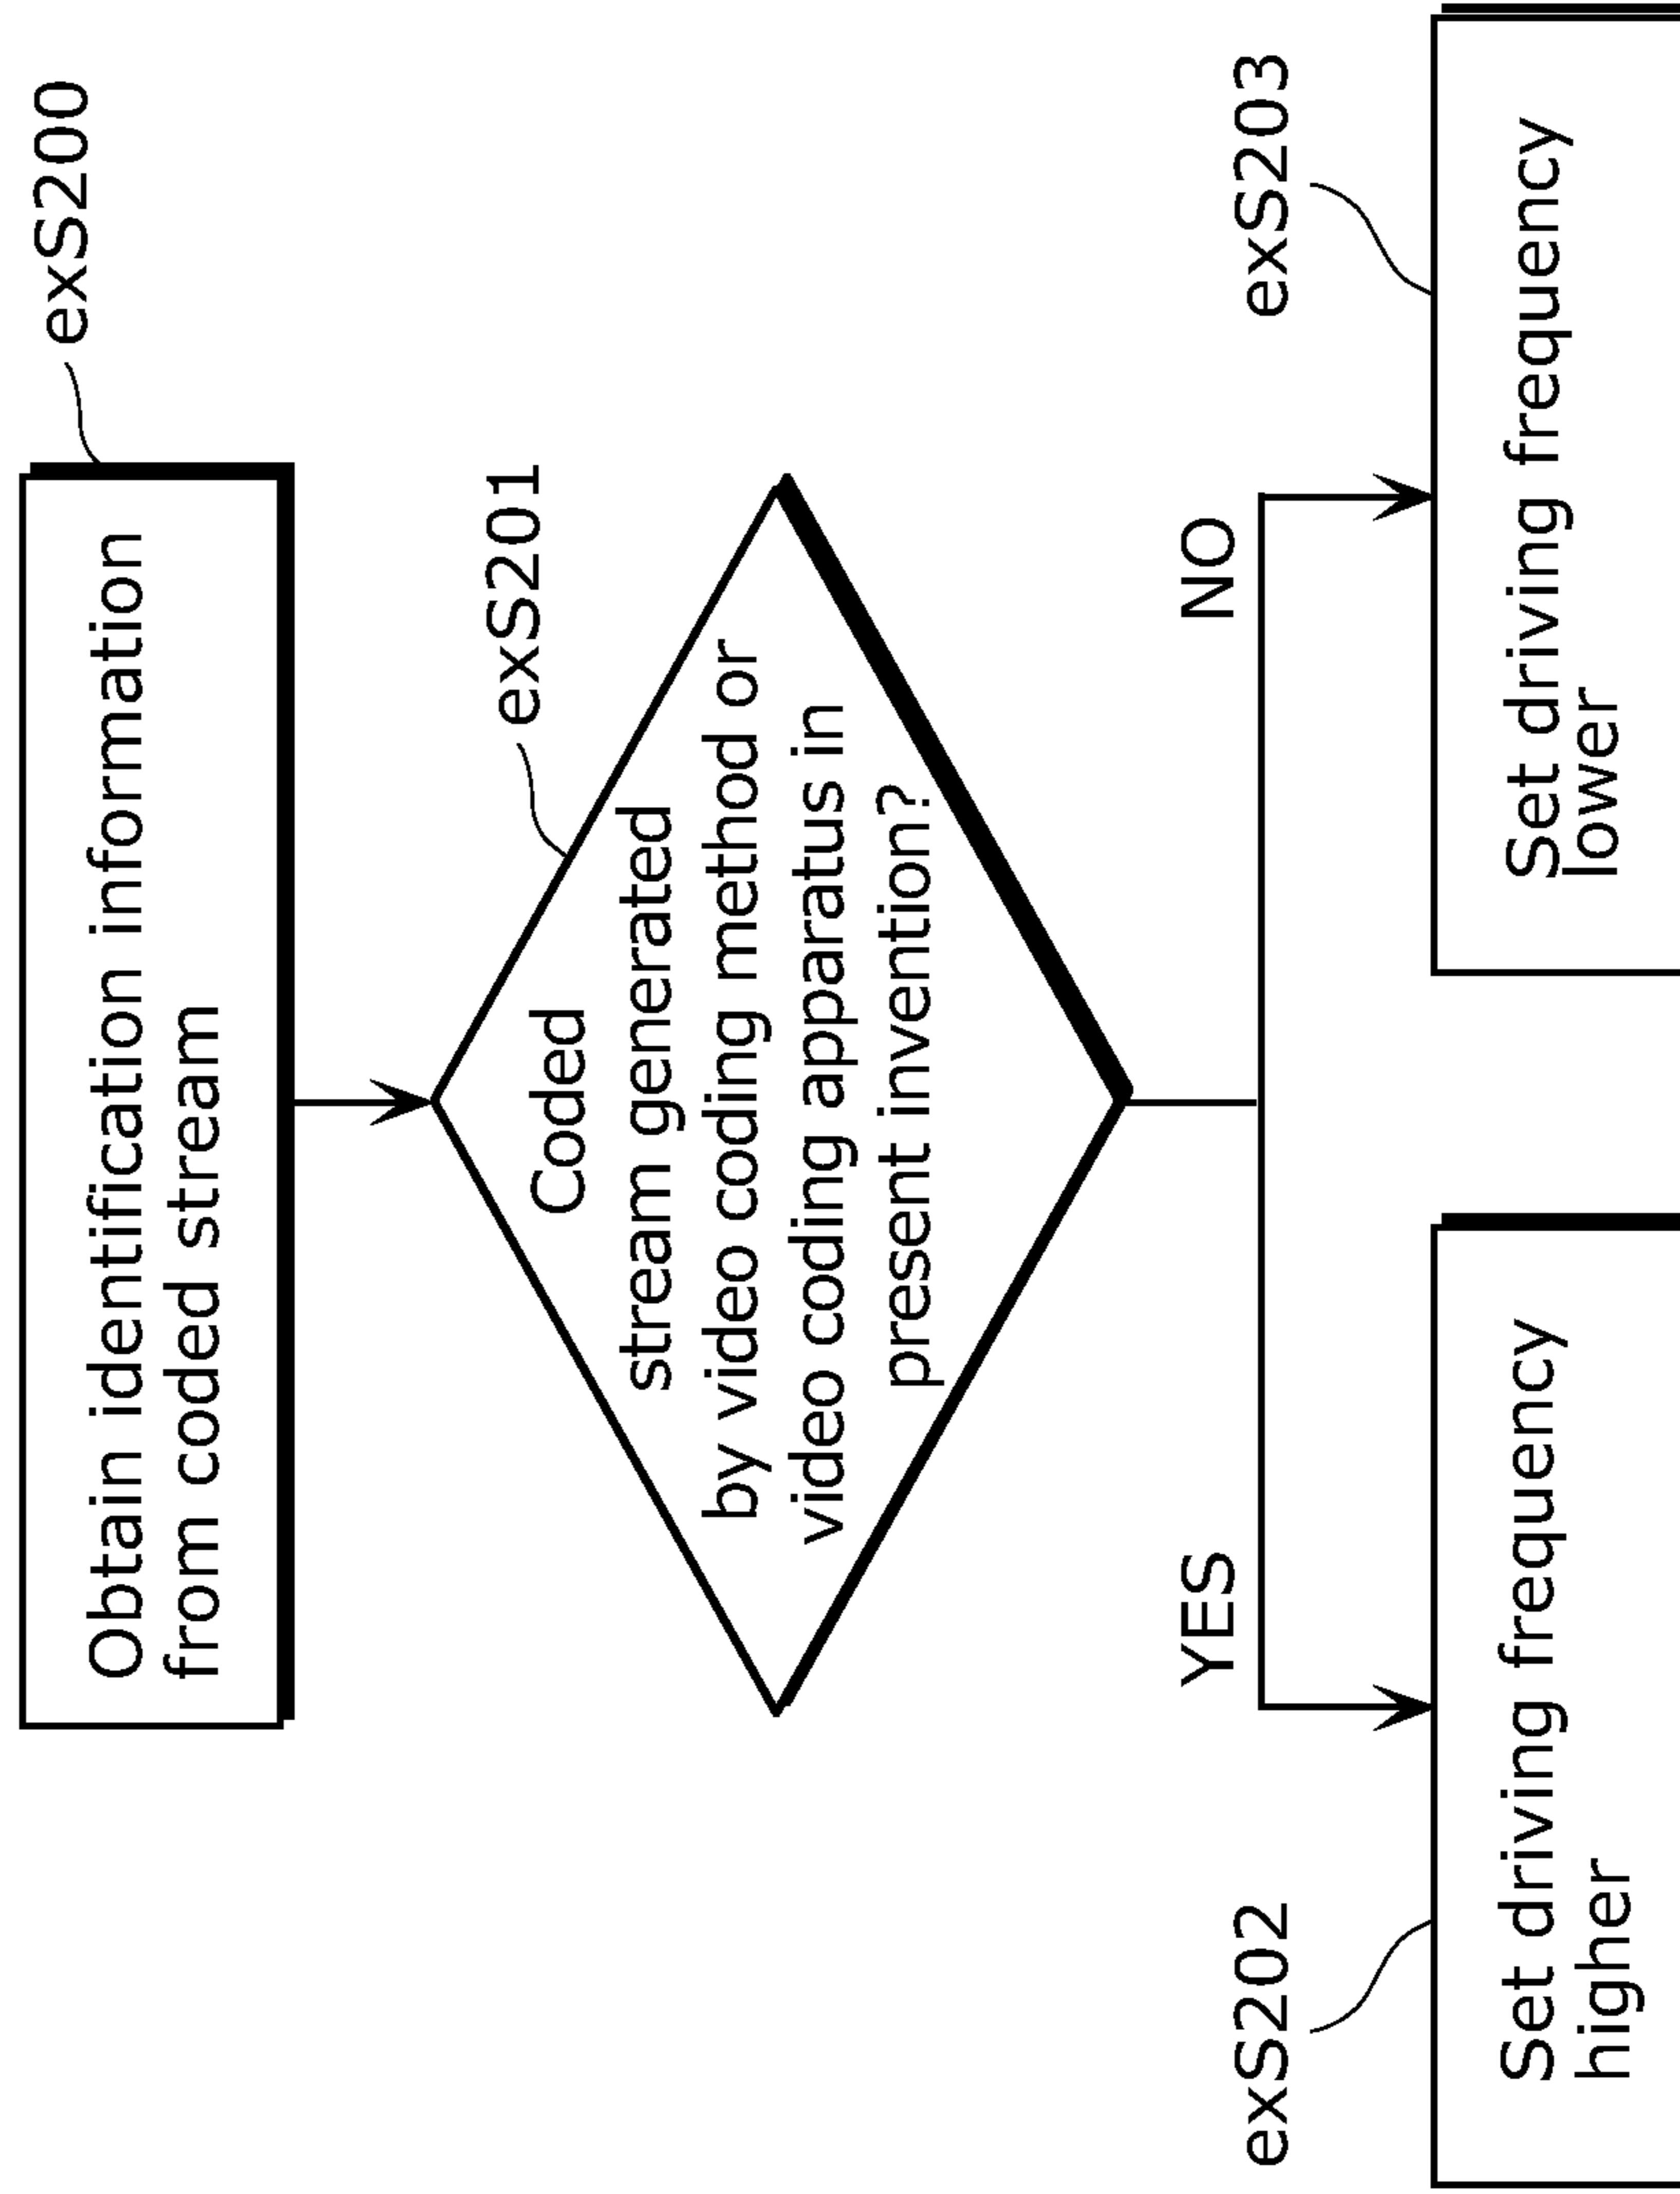 exS200
Obtain identification information
from coded stream
exS201
Coded
stream generated
by video coding method or
video coding apparatus in
present invention?
YES
NO
exS202
exS203
Set driving frequency
higher
Set driving frequency
lower